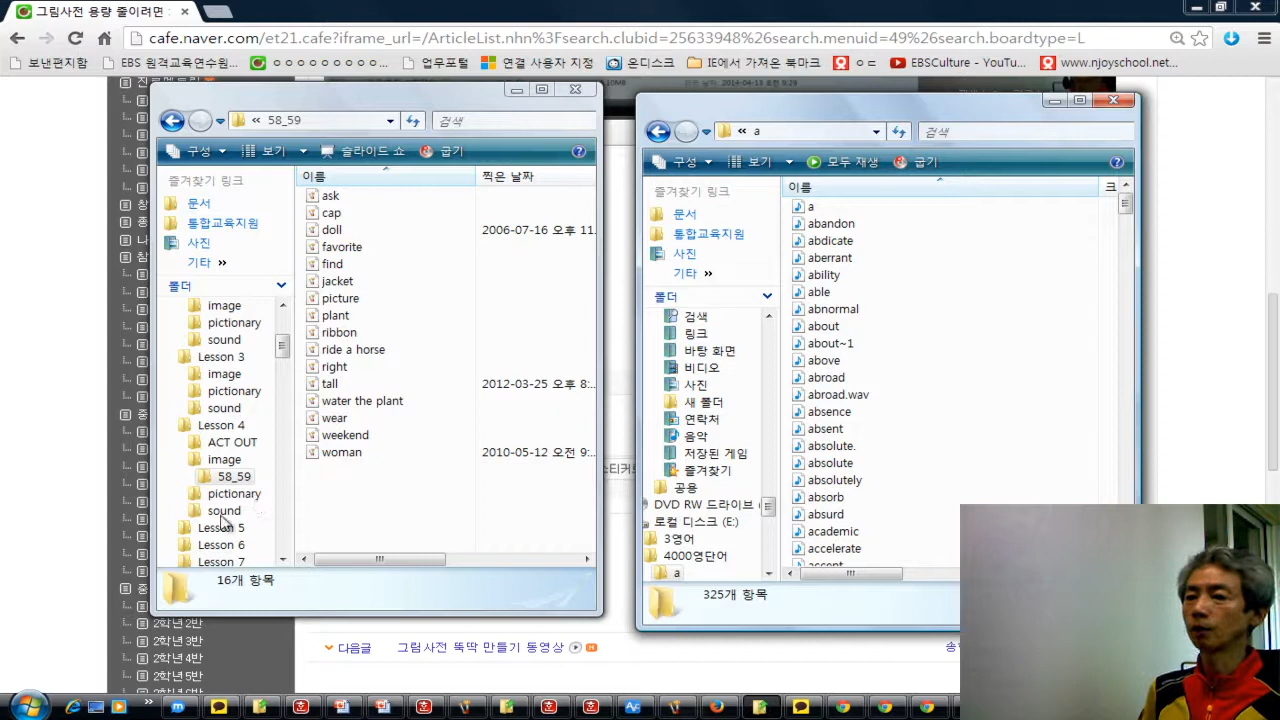 그림사전 용량 줄이려면 :
cafe.naver.com/et21.cafe?iframe_url=/ArticleList.nhn%3Fsearch.clubid=25633948%26search.menuid=49%26search.boardtype=L
보낸편지함
EBS 원격교육연수원...
ㅇ ㅇ ㅇ ㅇ ㅇ ㅇ ㅇ ㅇ ...
업무포털
연결 사용자 지정
온디스크
IE에서 가져온 북마크
ㅇㄷ
EBSCulture - YouTu...
www.njoyschool.net...
« 58_59
검색
구성
보기
슬라이드 쇼
굽기
즐겨찾기 링크
문서
통합교육지원
사진
기타 »
폴더
image
pictionary
sound
Lesson 3
image
pictionary
sound
Lesson 4
ACT OUT
image
58_59
pictionary
sound
Lesson 5
Lesson 6
Lesson 7
이름
찍은 날짜
ask
cap
doll
2006-07-16 오후 11.
favorite
find
jacket
picture
plant
ribbon
ride a horse
right
tall
2012-03-25 오후 8:...
water the plant
wear
weekend
woman
2010-05-12 오전 9:...
16개 항목
« a
검색
구성
보기
모두 재생
굽기
즐겨찾기 링크
문서
통합교육지원
사진
기타 »
폴더
검색
링크
바탕 화면
비디오
사진
새 폴더
연락처
음악
저장된 게임
즐겨찾기
공용
DVD RW 드라이브 (
로컬 디스크 (E:)
3영어
4000영단어
a
이름
크
a
abandon
abdicate
aberrant
ability
able
abnormal
about
about~1
above
abroad
abroad.wav
absence
absent
absolute.
absolute
absolutely
absorb
absurd
academic
accelerate
accent
325개 항목
2학년 2반
2학년 3반
2학년 4반
2학년 5반
다음글
그림사전 뚝딱 만들기 동영상